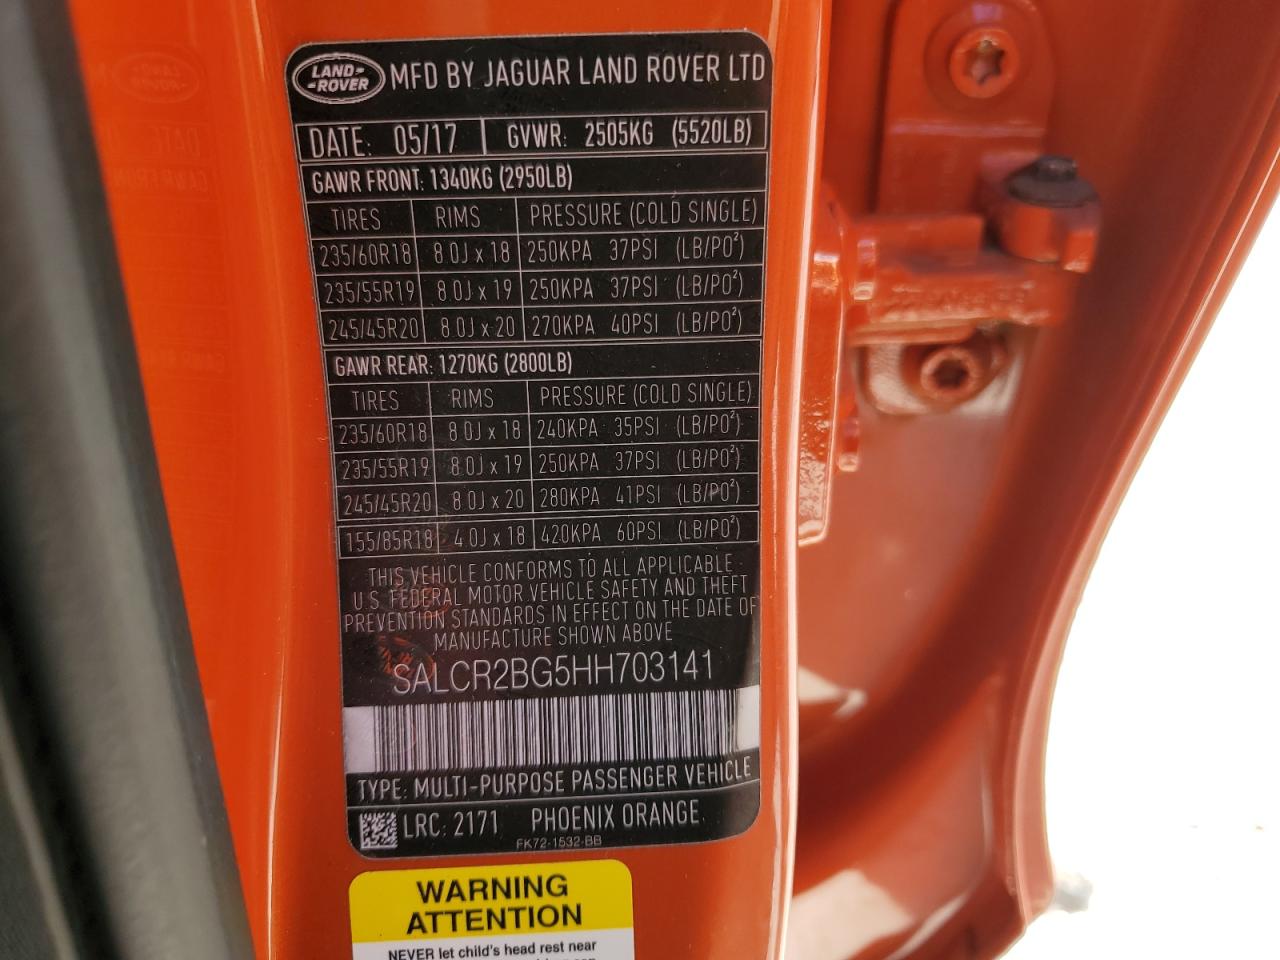 LAND-
-ROVER
MFD BY JAGUAR LAND ROVER LTD
DATE: 05/17 GVWR: 2505KG (5520LB)
GAWR FRONT: 1340KG (2950LB)
TIRES RIMS PRESSURE (COLD SINGLE)
235/60R18 8.0J x 18 250KPA 37PSI (LB/PO²)
235/55R19 8.0J x 19 250KPA 37PSI (LB/PO²)
245/45R20 8.0J x 20 270KPA 40PSI (LB/PO²)
GAWR REAR: 1270KG (2800LB)
TIRES RIMS PRESSURE (COLD SINGLE)
235/60R18 8.0J x 18 240KPA 35PSI (LB/PO²)
235/55R19 8.0J x 19 250KPA 37PSI (LB/PO²)
245/45R20 8.0J x 20 280KPA 41PSI (LB/PO²)
155/85R18 4.0J x 18 420KPA 60PSI (LB/PO²)
THIS VEHICLE CONFORMS TO ALL APPLICABLE
U.S. FEDERAL MOTOR VEHICLE SAFETY AND THEFT
PREVENTION STANDARDS IN EFFECT ON THE DATE OF
MANUFACTURE SHOWN ABOVE
SALCR2BG5HH703141
TYPE: MULTI-PURPOSE PASSENGER VEHICLE
LRC: 2171 PHOENIX ORANGE
FK72-1532-BB
WARNING
ATTENTION
NEVER let child's head rest near